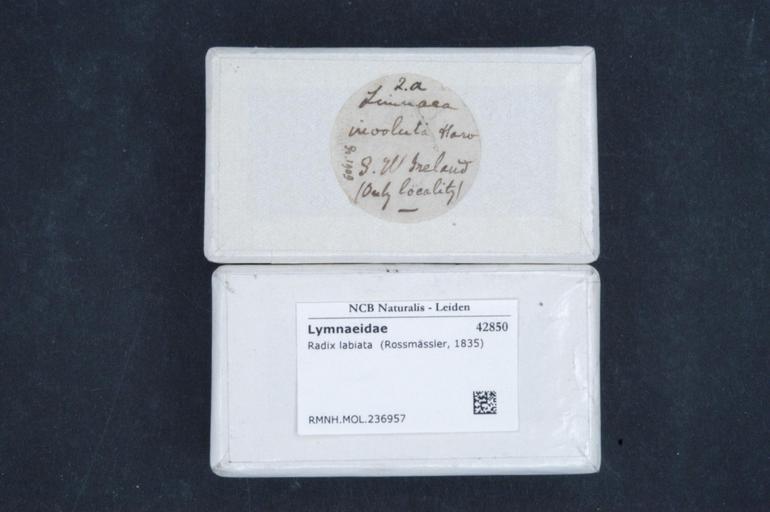 2.a
Limnaea
involuta Harv
S. W Ireland
(Only locality)
NCB Naturalis - Leiden
Lymnaeidae 42850
Radix labiata (Rossmässler, 1835)
RMNH.MOL.236957